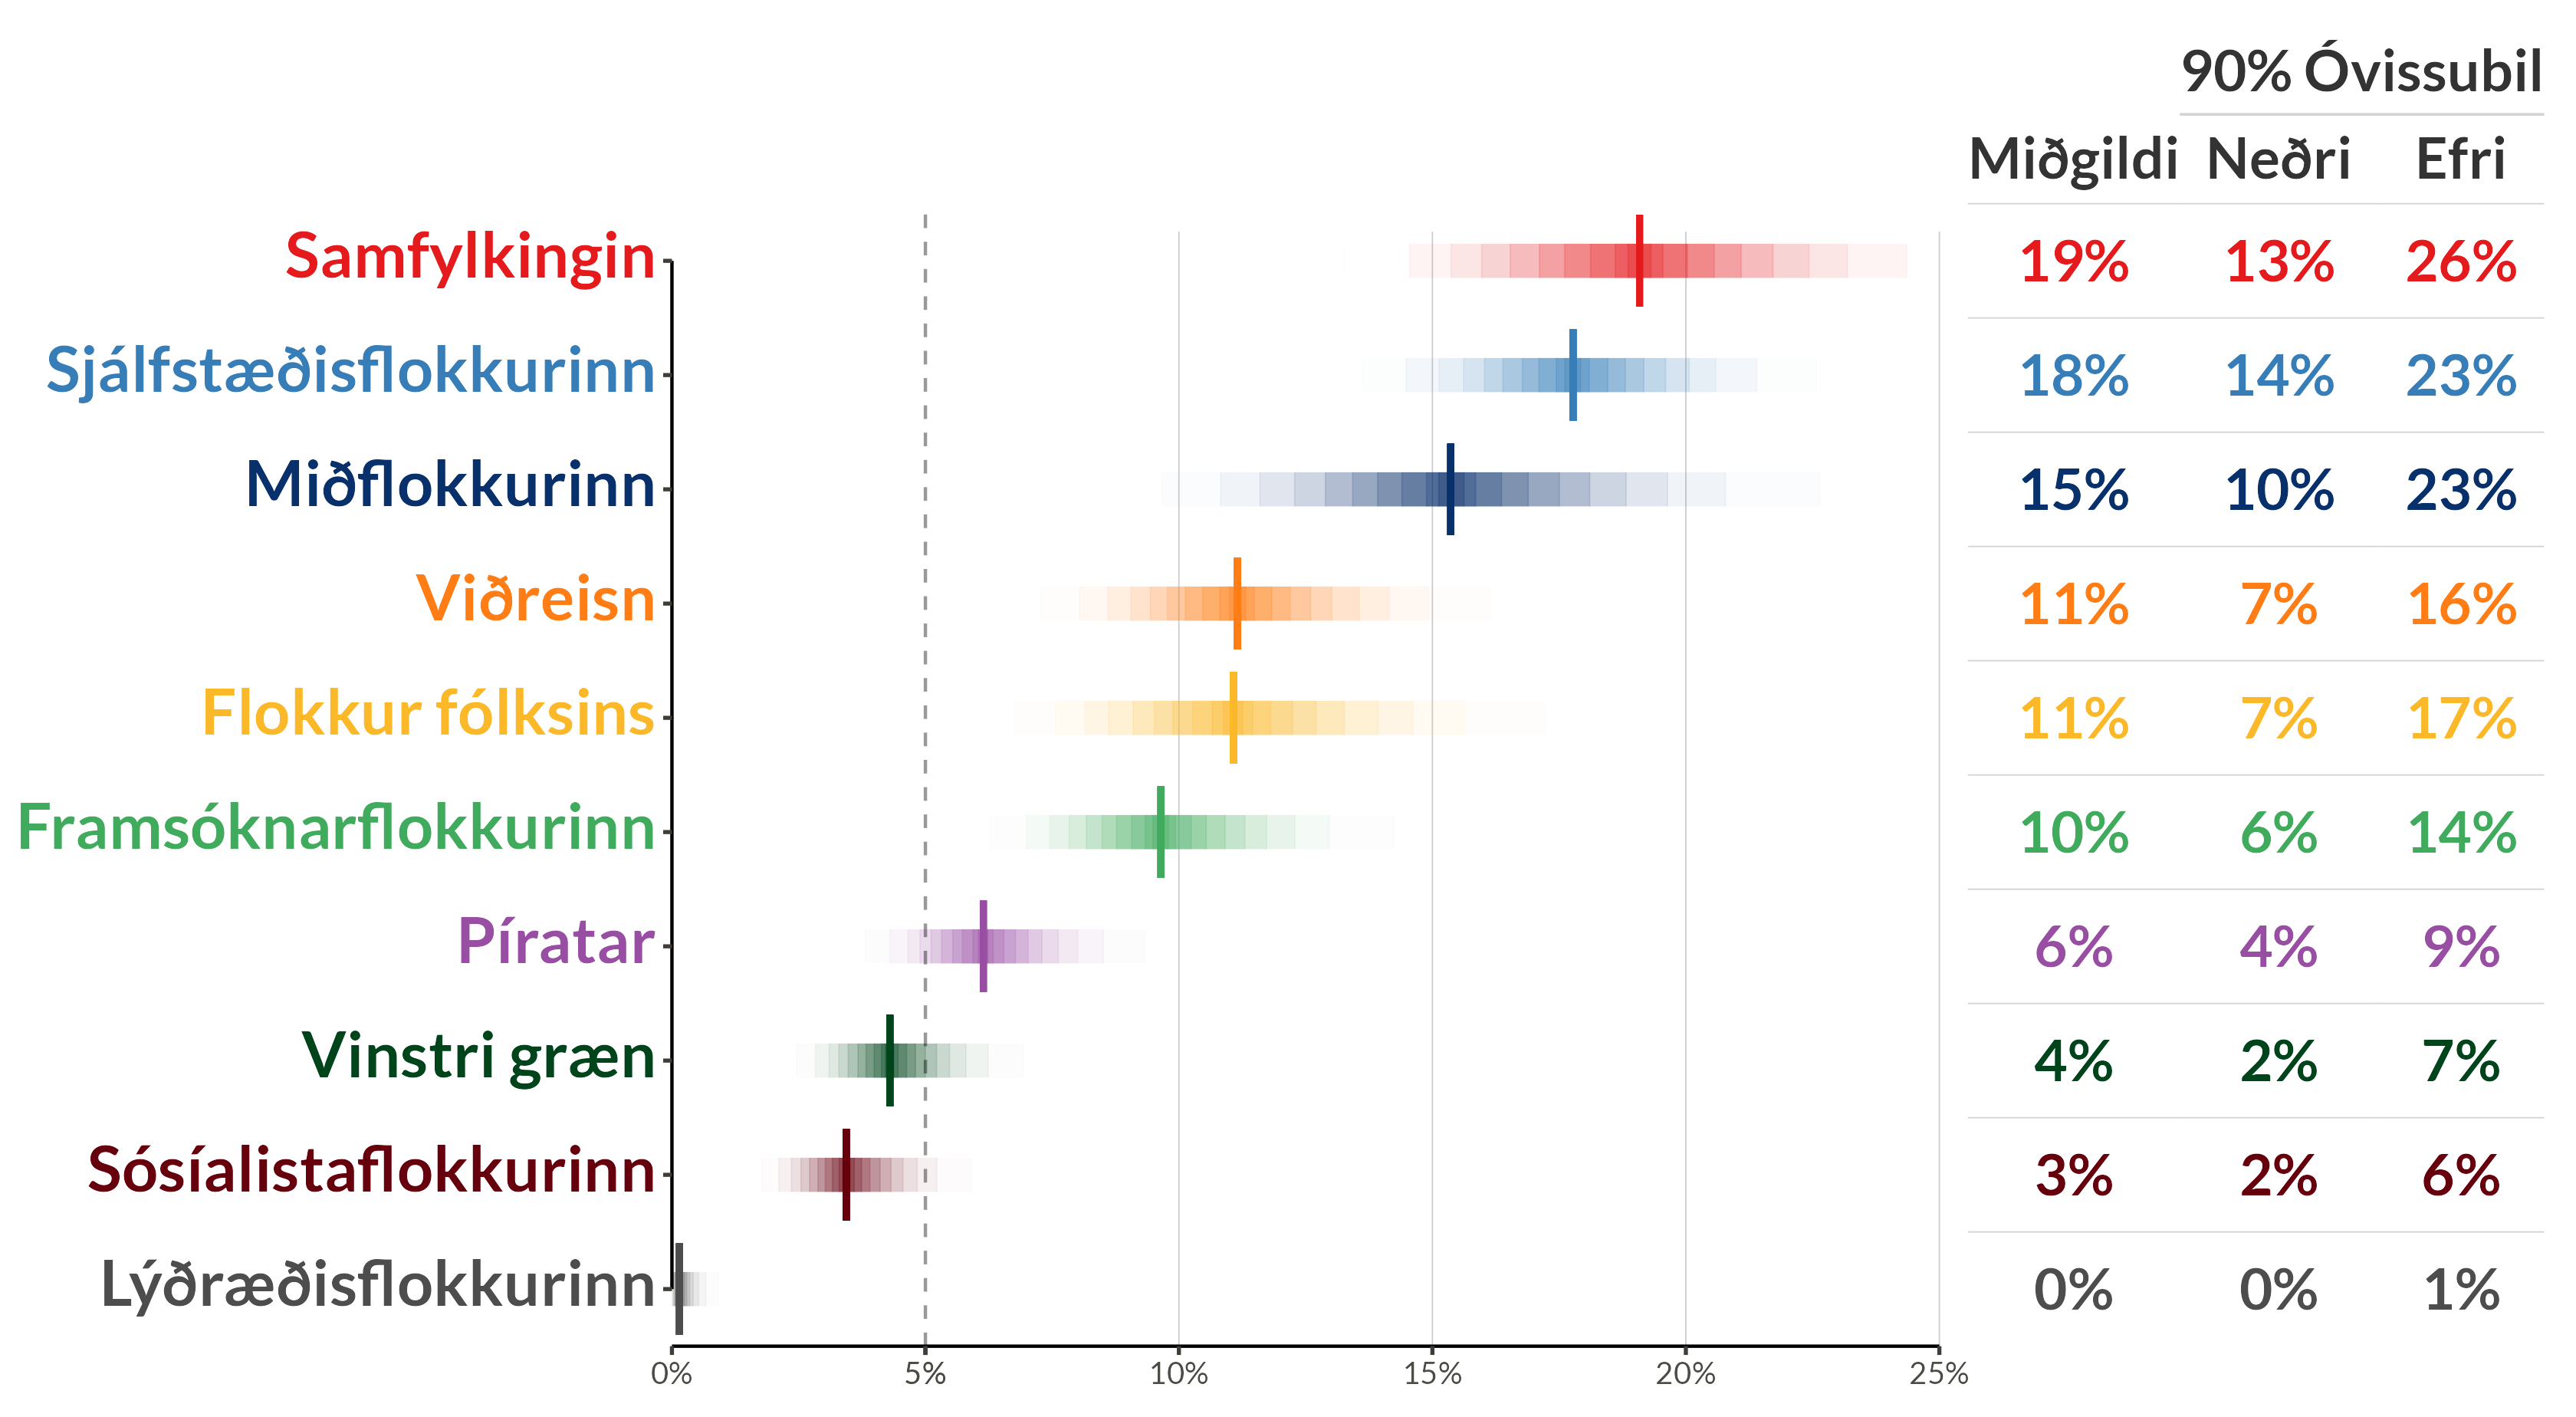 90% Óvissubil
Miðgildi Neðri Efri
Samfylkingin 19% 13% 26%
Sjálfstæðisflokkurinn 18% 14% 23%
Miðflokkurinn 15% 10% 23%
Viðreisn 11% 7% 16%
Flokkur fólksins 11% 7% 17%
Framsóknarflokkurinn 10% 6% 14%
Píratar 6% 4% 9%
Vinstri græn 4% 2% 7%
Sósíalistaflokkurinn 3% 2% 6%
Lýðræðisflokkurinn 0% 0% 1%
0% 5% 10% 15% 20% 25%